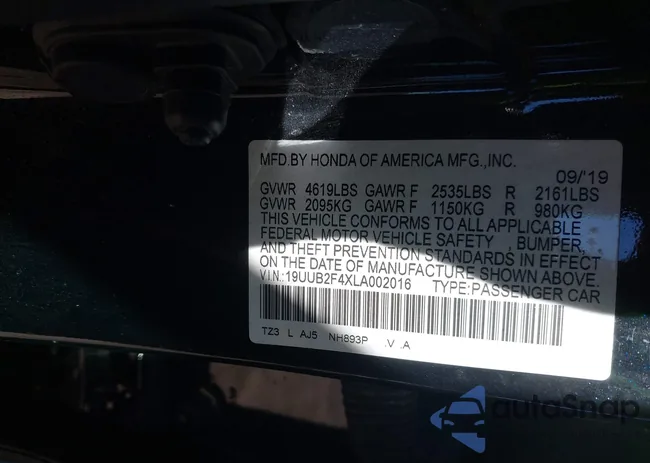 MFD.BY HONDA OF AMERICA MFG.,INC.
09/'19
GVWR 4619LBS GAWR F 2535LBS R 2161LBS
GVWR 2095KG GAWR F 1150KG R 980KG
THIS VEHICLE CONFORMS TO ALL APPLICABLE
FEDERAL MOTOR VEHICLE SAFETY , BUMPER,
AND THEFT PREVENTION STANDARDS IN EFFECT
ON THE DATE OF MANUFACTURE SHOWN ABOVE.
V.I.N.:19UUB2F4XLA002016 TYPE:PASSENGER CAR
TZ3 L AJ5 NH893P .V .A
autoSnap